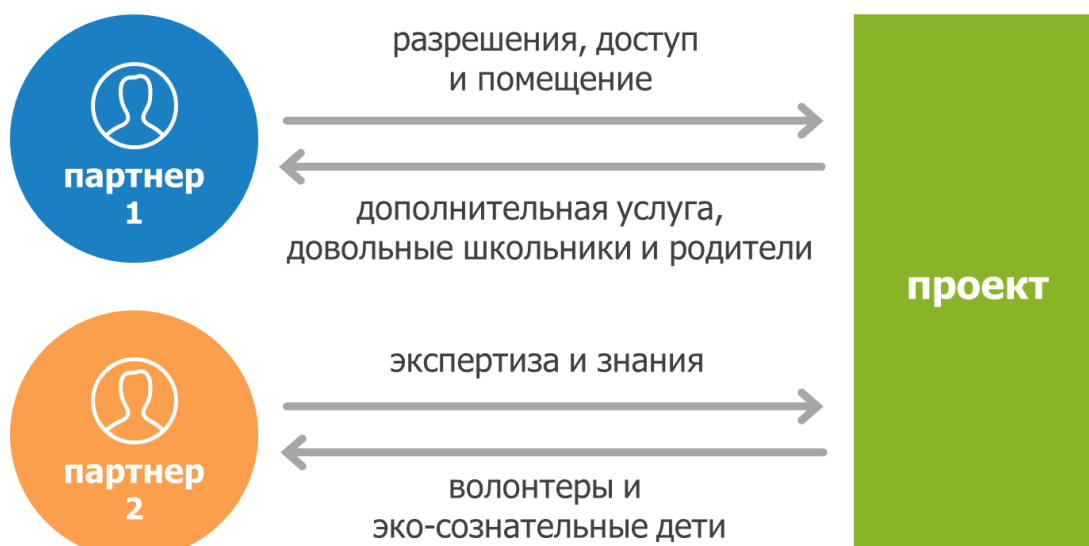 разрешения, доступ
и помещение
партнер
1
дополнительная услуга,
довольные школьники и родители
проект
экспертиза и знания
партнер
2
волонтеры и
эко-сознательные дети